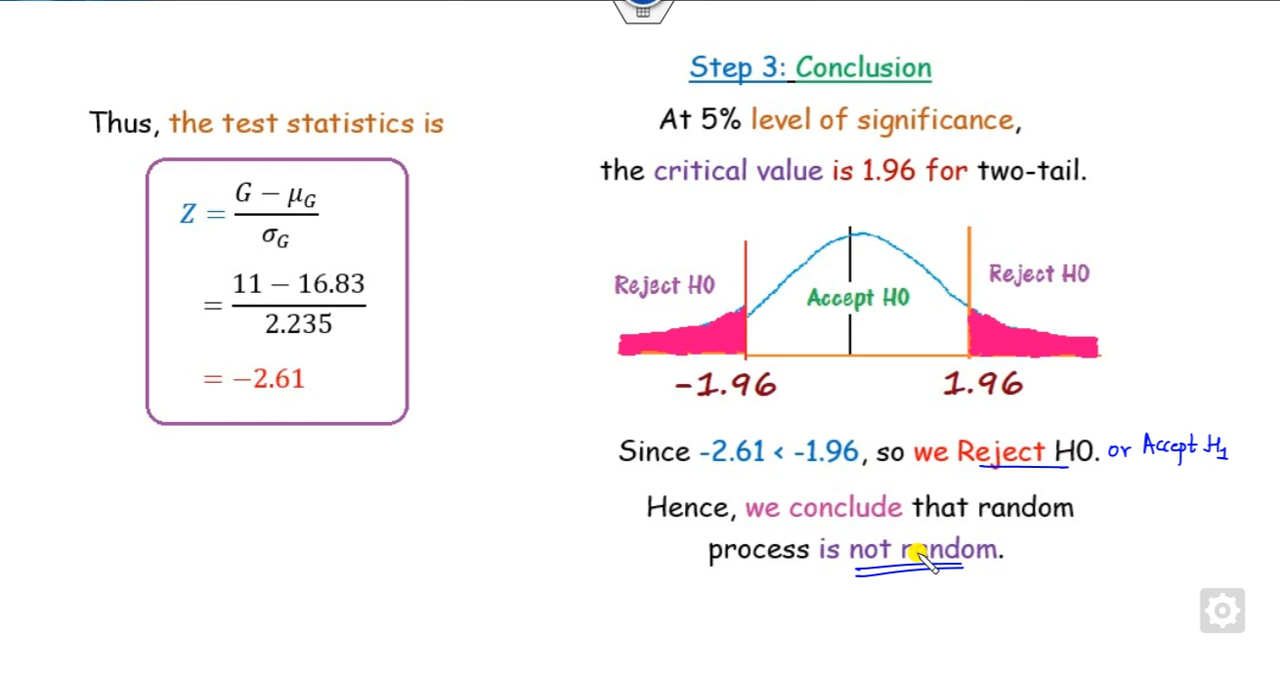 Thus, the test statistics is
Z = (G − μG) / σG
= (11 − 16.83) / 2.235
= −2.61
Step 3: Conclusion
At 5% level of significance,
the critical value is 1.96 for two-tail.
Reject H0
Accept H0
Reject H0
-1.96
1.96
Since -2.61 < -1.96, so we Reject H0. or Accept H1
Hence, we conclude that random
process is not random.